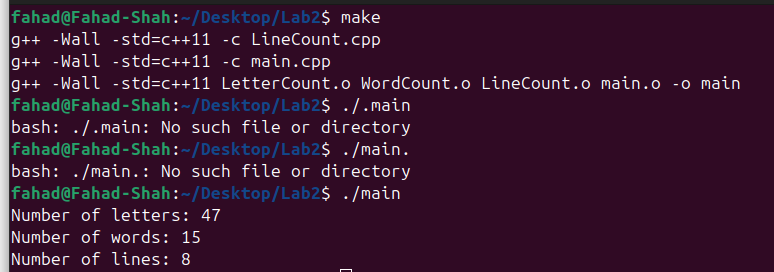 fahad@Fahad-Shah:~/Desktop/Lab2$ make
g++ -Wall -std=c++11 -c LineCount.cpp
g++ -Wall -std=c++11 -c main.cpp
g++ -Wall -std=c++11 LetterCount.o WordCount.o LineCount.o main.o -o main
fahad@Fahad-Shah:~/Desktop/Lab2$ ./.main
bash: ./.main: No such file or directory
fahad@Fahad-Shah:~/Desktop/Lab2$ ./main.
bash: ./main.: No such file or directory
fahad@Fahad-Shah:~/Desktop/Lab2$ ./main
Number of letters: 47
Number of words: 15
Number of lines: 8